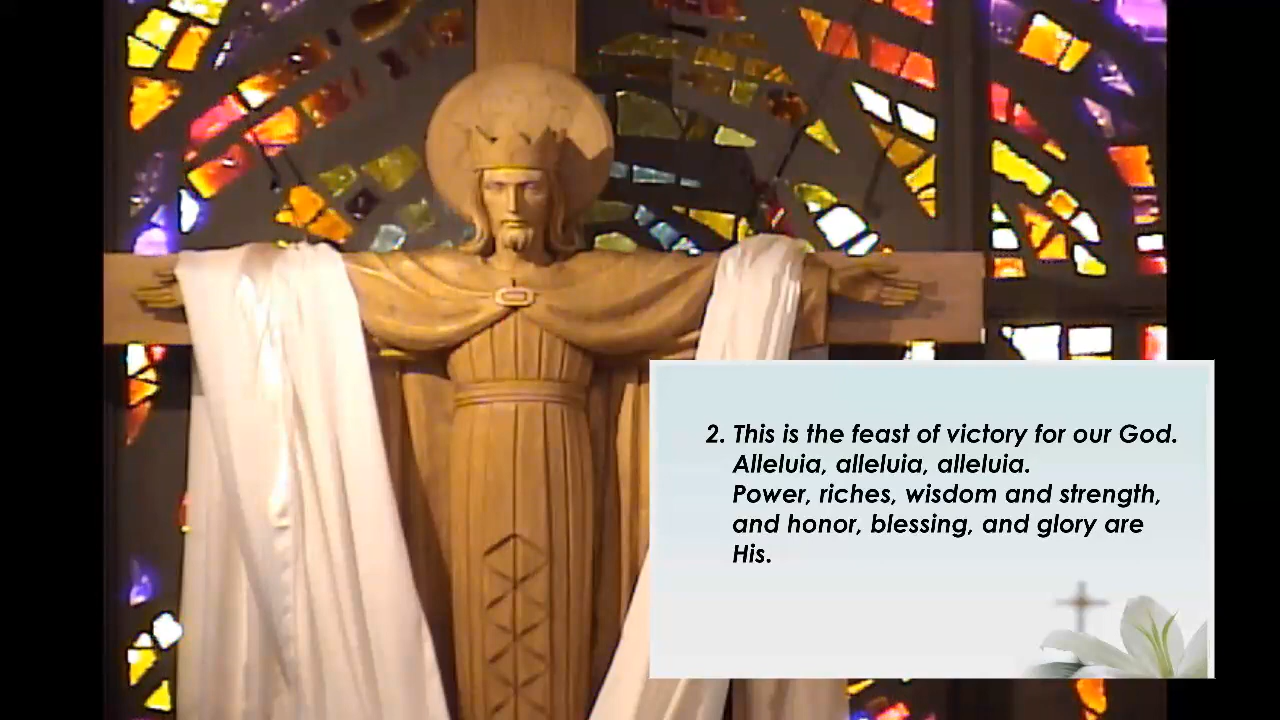 2. This is the feast of victory for our God.
Alleluia, alleluia, alleluia.
Power, riches, wisdom and strength,
and honor, blessing, and glory are
His.